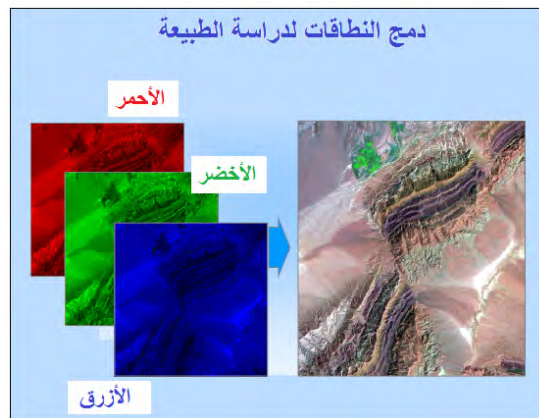 دمج النطاقات لدراسة الطبيعة
الأحمر
الأخضر
الأزرق